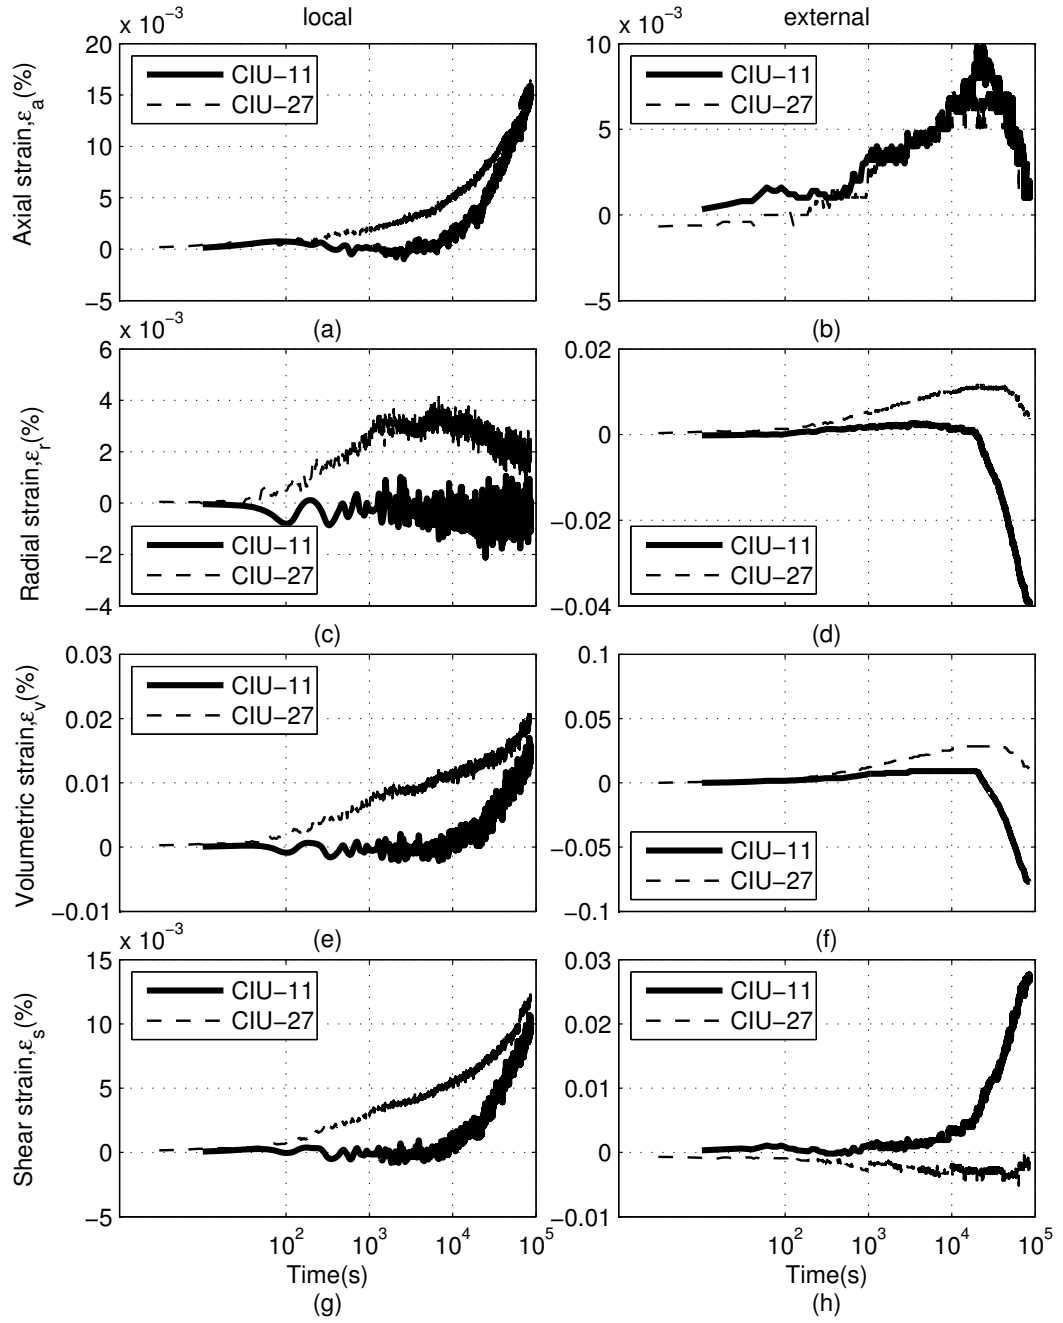 local
external
x 10⁻³
x 10⁻³
Axial strain,εₐ(%)
20
15
10
5
0
−5
CIU−11
CIU−27
(a)
10
5
0
−5
CIU−11
CIU−27
(b)
x 10⁻³
Radial strain,εᵣ(%)
6
4
2
0
−2
−4
CIU−11
CIU−27
(c)
0.02
0
−0.02
−0.04
CIU−11
CIU−27
(d)
Volumetric strain,εᵥ(%)
0.03
0.02
0.01
0
−0.01
CIU−11
CIU−27
(e)
0.1
0.05
0
−0.05
−0.1
CIU−11
CIU−27
(f)
x 10⁻³
Shear strain,εₛ(%)
15
10
5
0
−5
CIU−11
CIU−27
10² 10³ 10⁴ 10⁵
Time(s)
(g)
0.03
0.02
0.01
0
−0.01
CIU−11
CIU−27
10² 10³ 10⁴ 10⁵
Time(s)
(h)